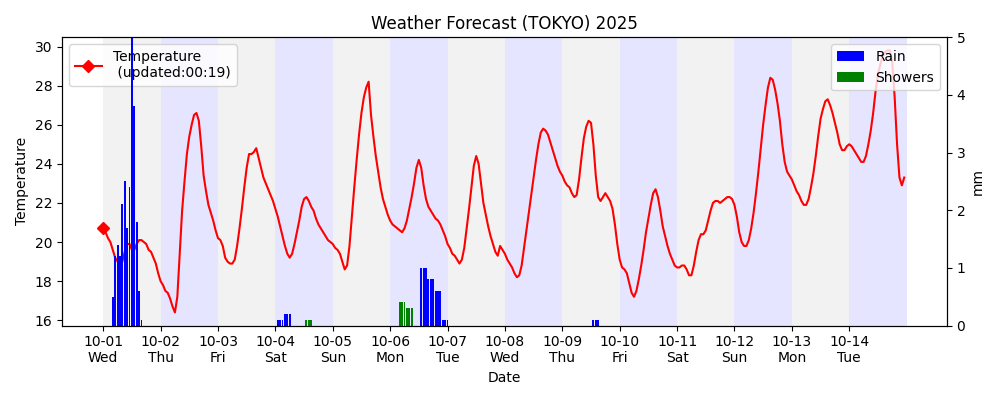 Weather Forecast (TOKYO) 2025
Temperature
(updated:00:19)
Rain
Showers
Temperature
30
28
26
24
22
20
18
16
5
4
3
2
1
0
mm
10-01 10-02 10-03 10-04 10-05 10-06 10-07 10-08 10-09 10-10 10-11 10-12 10-13 10-14
Wed Thu Fri Sat Sun Mon Tue Wed Thu Fri Sat Sun Mon Tue
Date